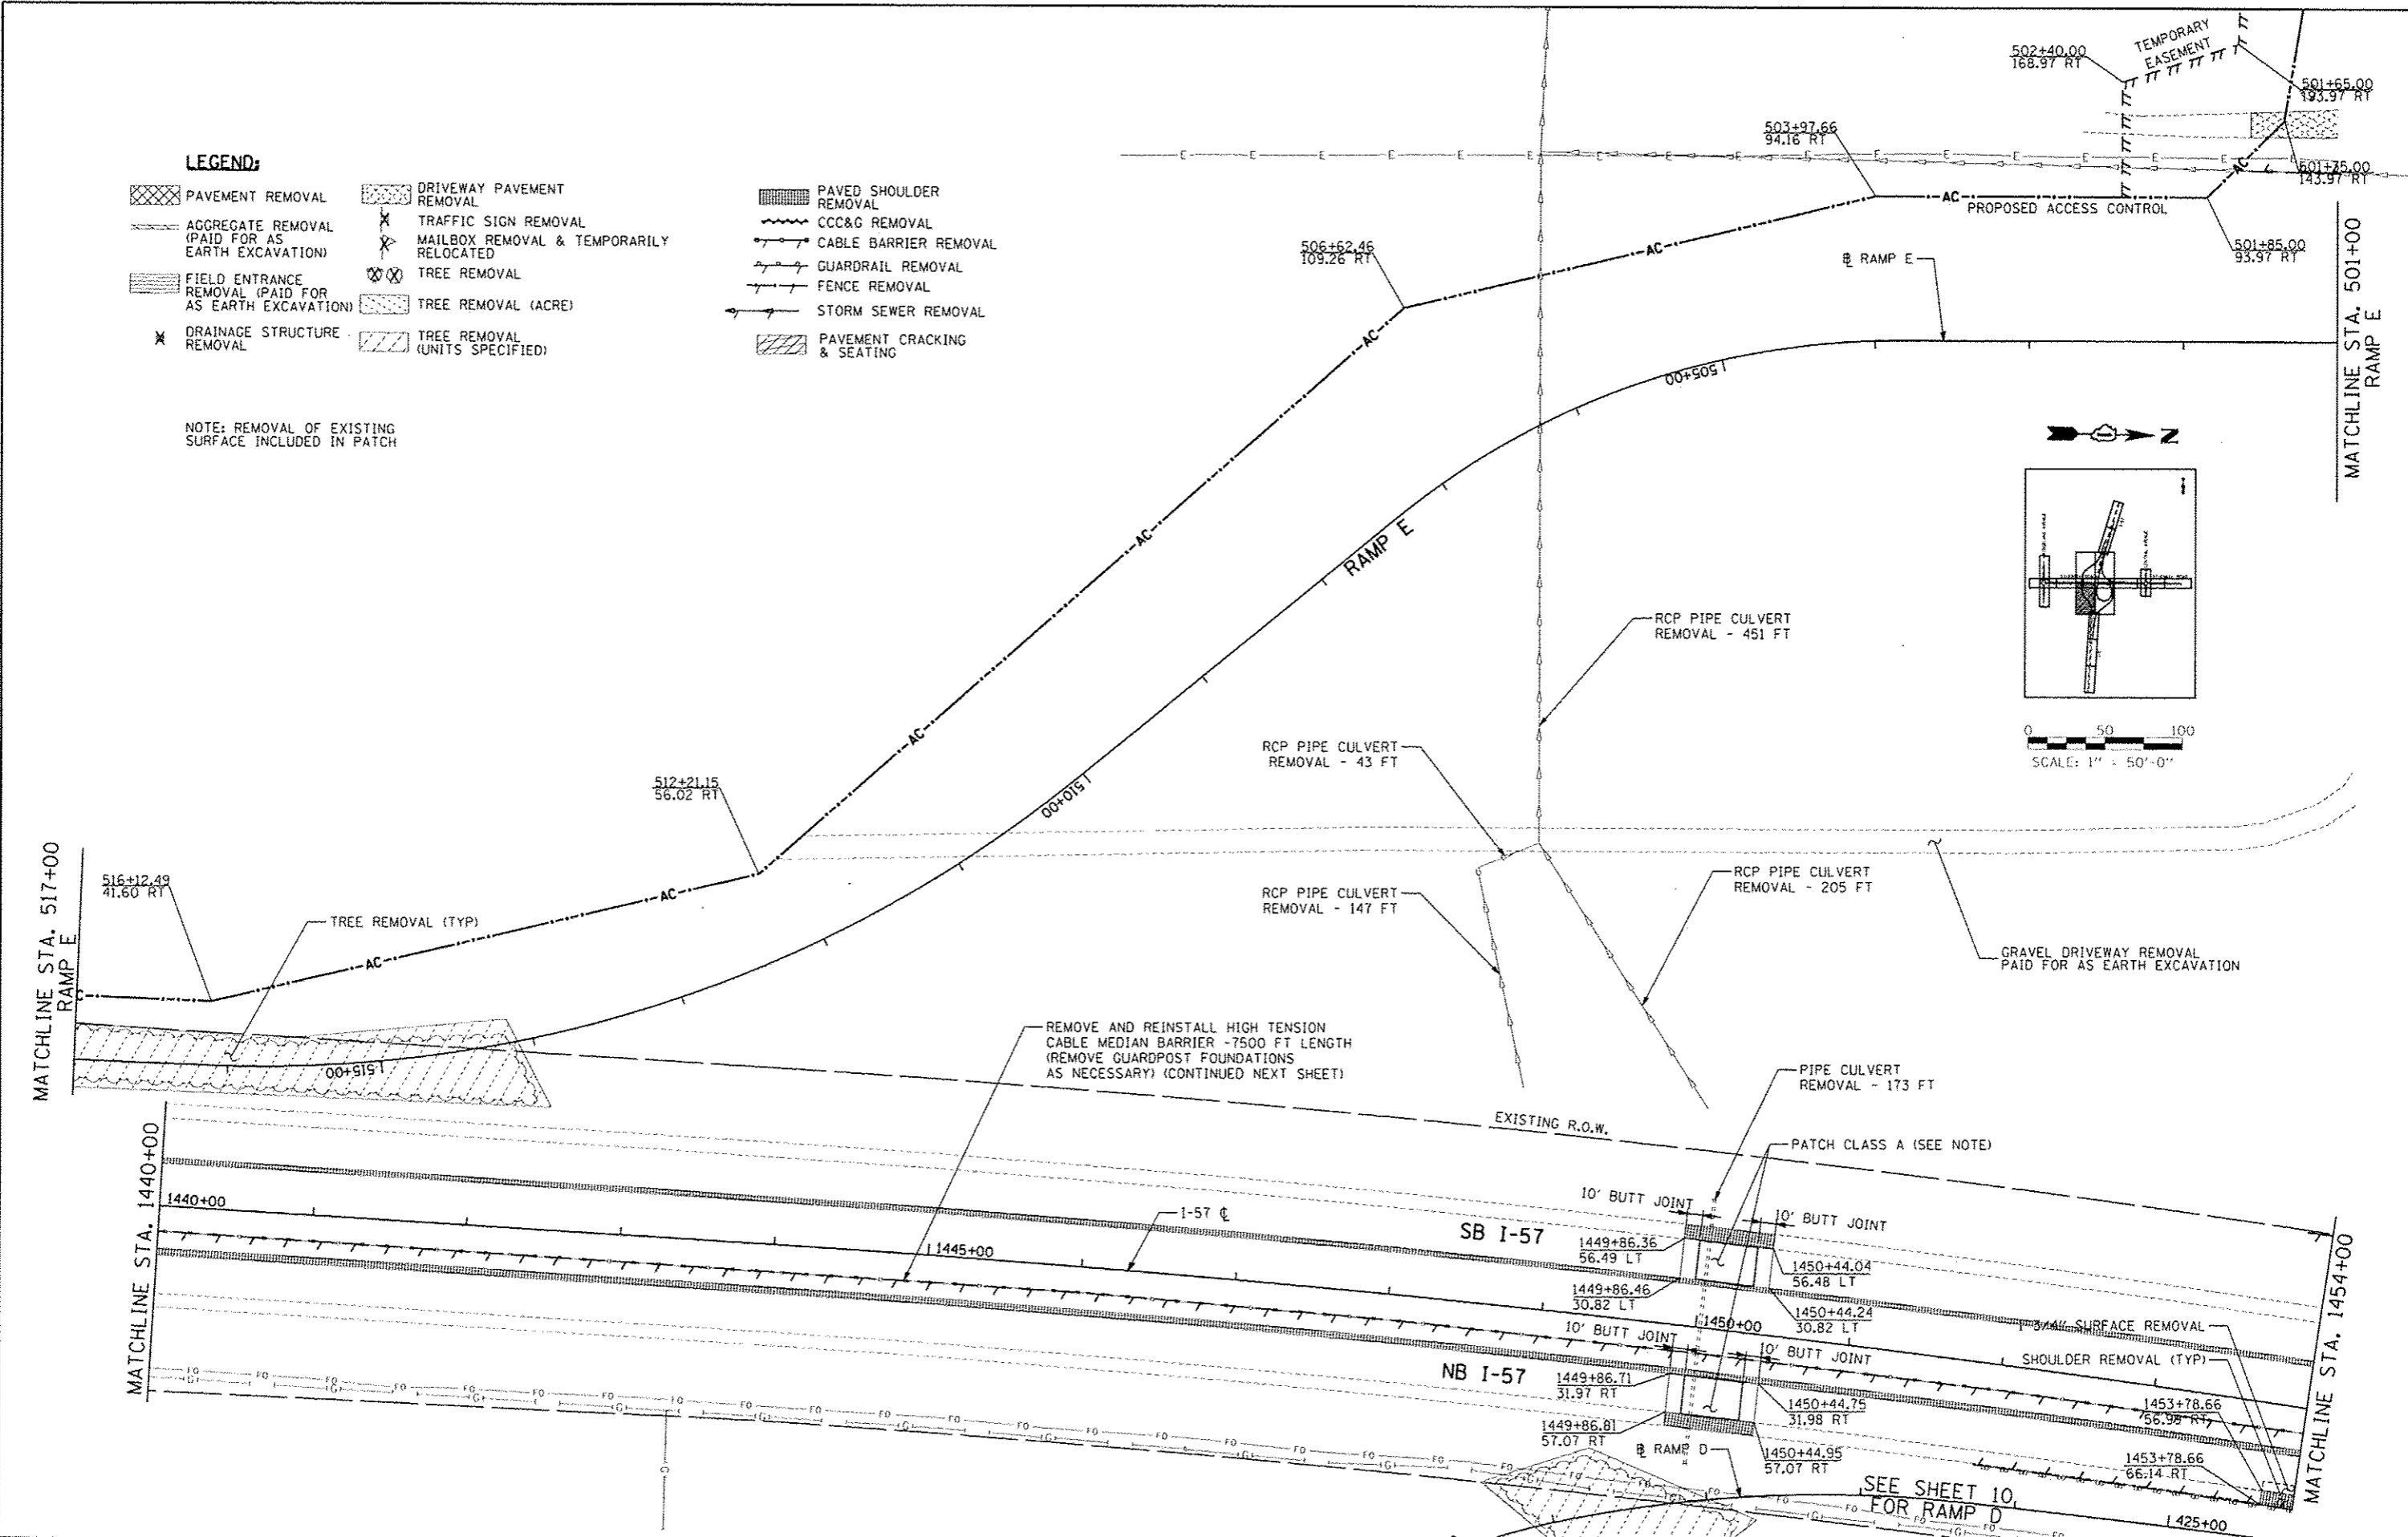 TEMPORARY
EASEMENT
502+40.00
168.97 RT
501+65.00
193.97 RT
503+97.66
94.16 RT
143.97 RT
PROPOSED ACCESS CONTROL
501+85.00
93.97 RT
506+62.46
109.26 RT
℄ RAMP E
MATCHLINE STA. 501+00
RAMP E
LEGEND:
PAVEMENT REMOVAL
AGGREGATE REMOVAL
(PAID FOR AS
EARTH EXCAVATION)
FIELD ENTRANCE
REMOVAL (PAID FOR
AS EARTH EXCAVATION)
DRAINAGE STRUCTURE
REMOVAL
DRIVEWAY PAVEMENT
REMOVAL
TRAFFIC SIGN REMOVAL
MAILBOX REMOVAL & TEMPORARILY
RELOCATED
TREE REMOVAL
TREE REMOVAL (ACRE)
TREE REMOVAL
(UNITS SPECIFIED)
PAVED SHOULDER
REMOVAL
CCC&G REMOVAL
CABLE BARRIER REMOVAL
GUARDRAIL REMOVAL
FENCE REMOVAL
STORM SEWER REMOVAL
PAVEMENT CRACKING
& SEATING
NOTE: REMOVAL OF EXISTING
SURFACE INCLUDED IN PATCH
505+00
N
RAMP E
0 50 100
SCALE: 1" = 50'-0"
RCP PIPE CULVERT
REMOVAL - 451 FT
RCP PIPE CULVERT
REMOVAL - 43 FT
510+00
512+21.15
56.02 RT
RCP PIPE CULVERT
REMOVAL - 147 FT
RCP PIPE CULVERT
REMOVAL - 205 FT
GRAVEL DRIVEWAY REMOVAL
PAID FOR AS EARTH EXCAVATION
MATCHLINE STA. 517+00
RAMP E
516+12.49
41.60 RT
TREE REMOVAL (TYP)
515+00
REMOVE AND REINSTALL HIGH TENSION
CABLE MEDIAN BARRIER -7500 FT LENGTH
(REMOVE GUARDPOST FOUNDATIONS
AS NECESSARY) (CONTINUED NEXT SHEET)
PIPE CULVERT
REMOVAL - 173 FT
EXISTING R.O.W.
PATCH CLASS A (SEE NOTE)
MATCHLINE STA. 1440+00
1440+00
1445+00
I-57 ℄
SB I-57
10' BUTT JOINT
10' BUTT JOINT
1449+86.36
56.49 LT
1450+44.04
56.48 LT
1449+86.46
30.82 LT
1450+44.24
30.82 LT
1450+00
10' BUTT JOINT
10' BUTT JOINT
NB I-57
1449+86.71
31.97 RT
1450+44.75
31.98 RT
1449+86.81
57.07 RT
1450+44.95
57.07 RT
SURFACE REMOVAL
SHOULDER REMOVAL (TYP)
1453+78.66
56.98 RT
1453+78.66
66.14 RT
MATCHLINE STA. 1454+00
℄ RAMP D
SEE SHEET 10
FOR RAMP D
425+00